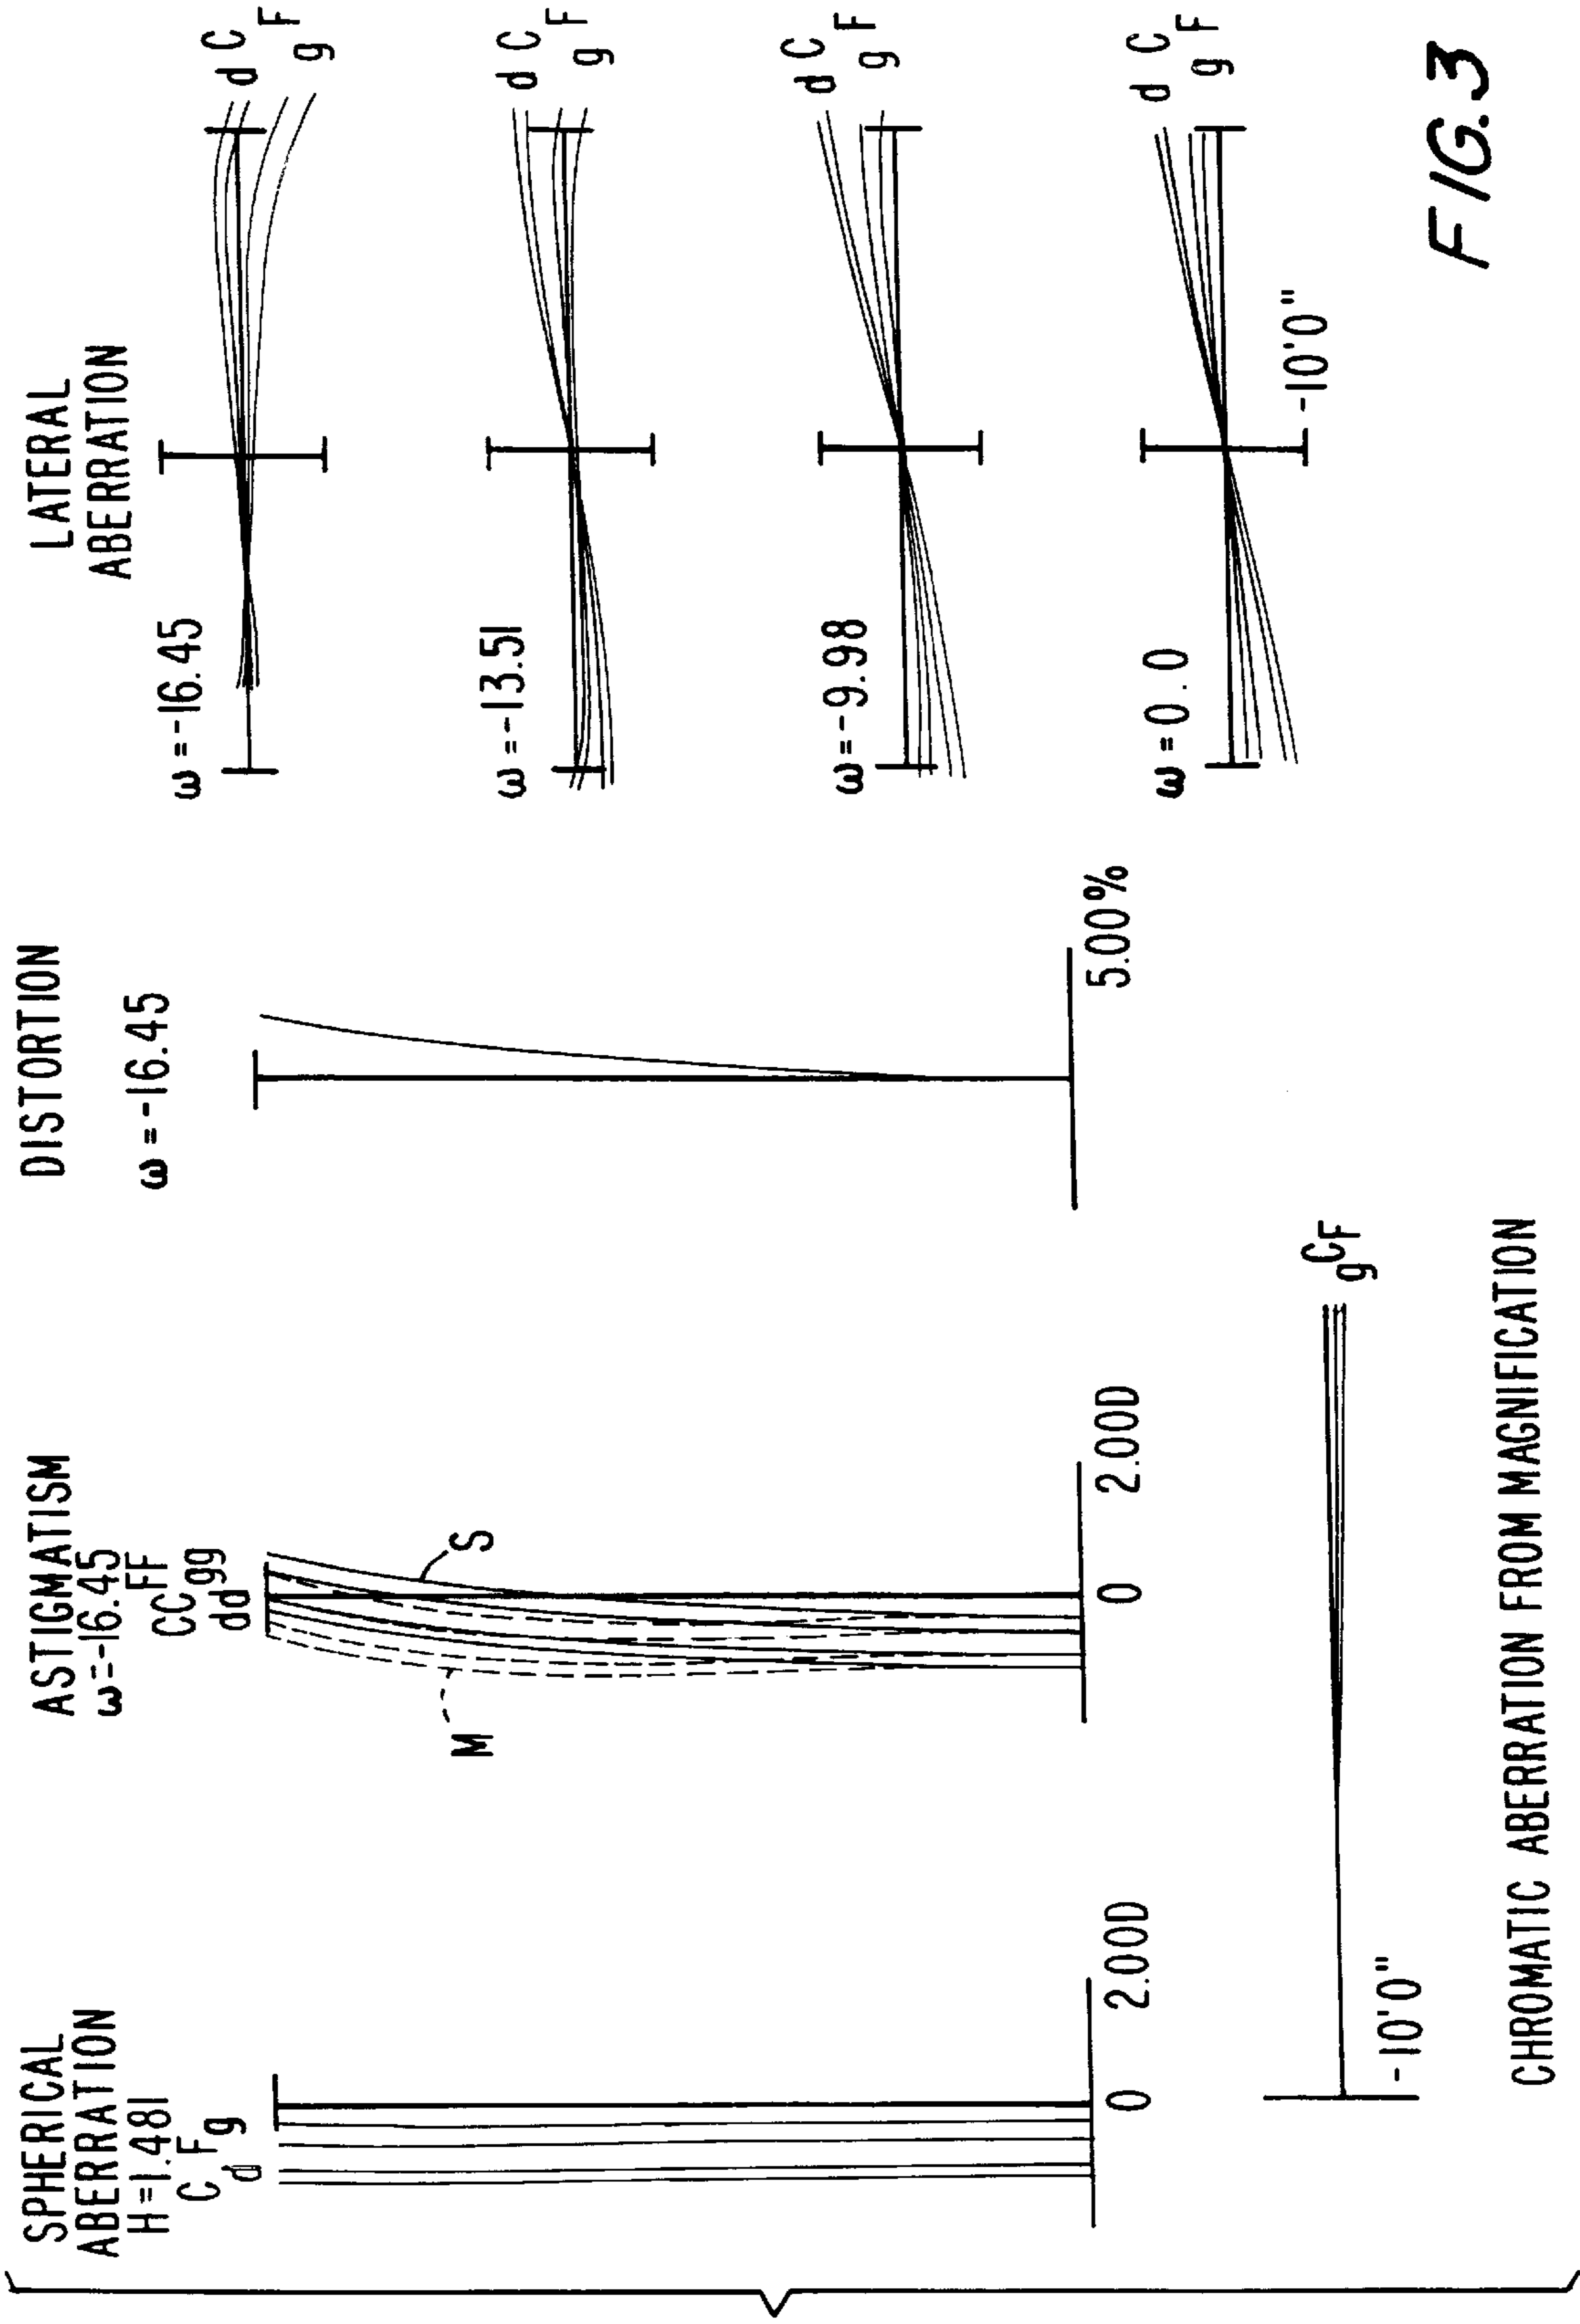 SPHERICAL
ABERRATION
H=1.481
C F
d g
2.00D
0
ASTIGMATISM
ω=-16.45
FF
CC gg
dd
S
M
2.00D
0
DISTORTION
ω=-16.45
5.00%
LATERAL
ABERRATION
ω=-16.45
d C
g F
ω=-13.51
d C
g F
ω=-9.98
d C
g F
ω=0.0
d C
g F
-10'0"
-10'0"
g C F
CHROMATIC ABERRATION FROM MAGNIFICATION
FIG.3